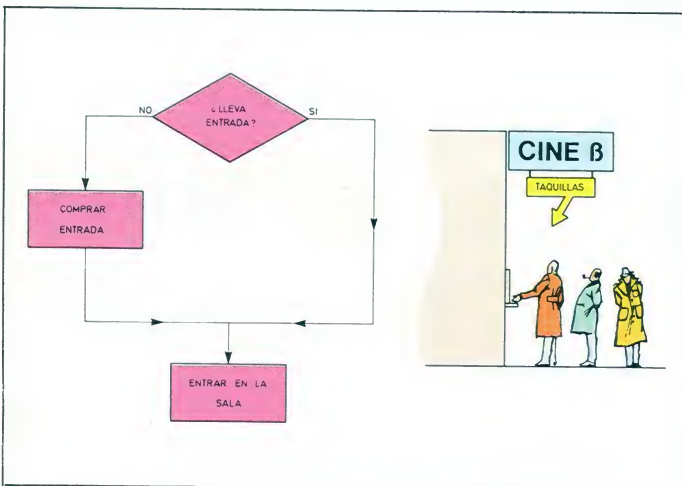 ¿LLEVA
ENTRADA?
NO
SI
COMPRAR
ENTRADA
ENTRAR EN LA
SALA
CINE ß
TAQUILLAS